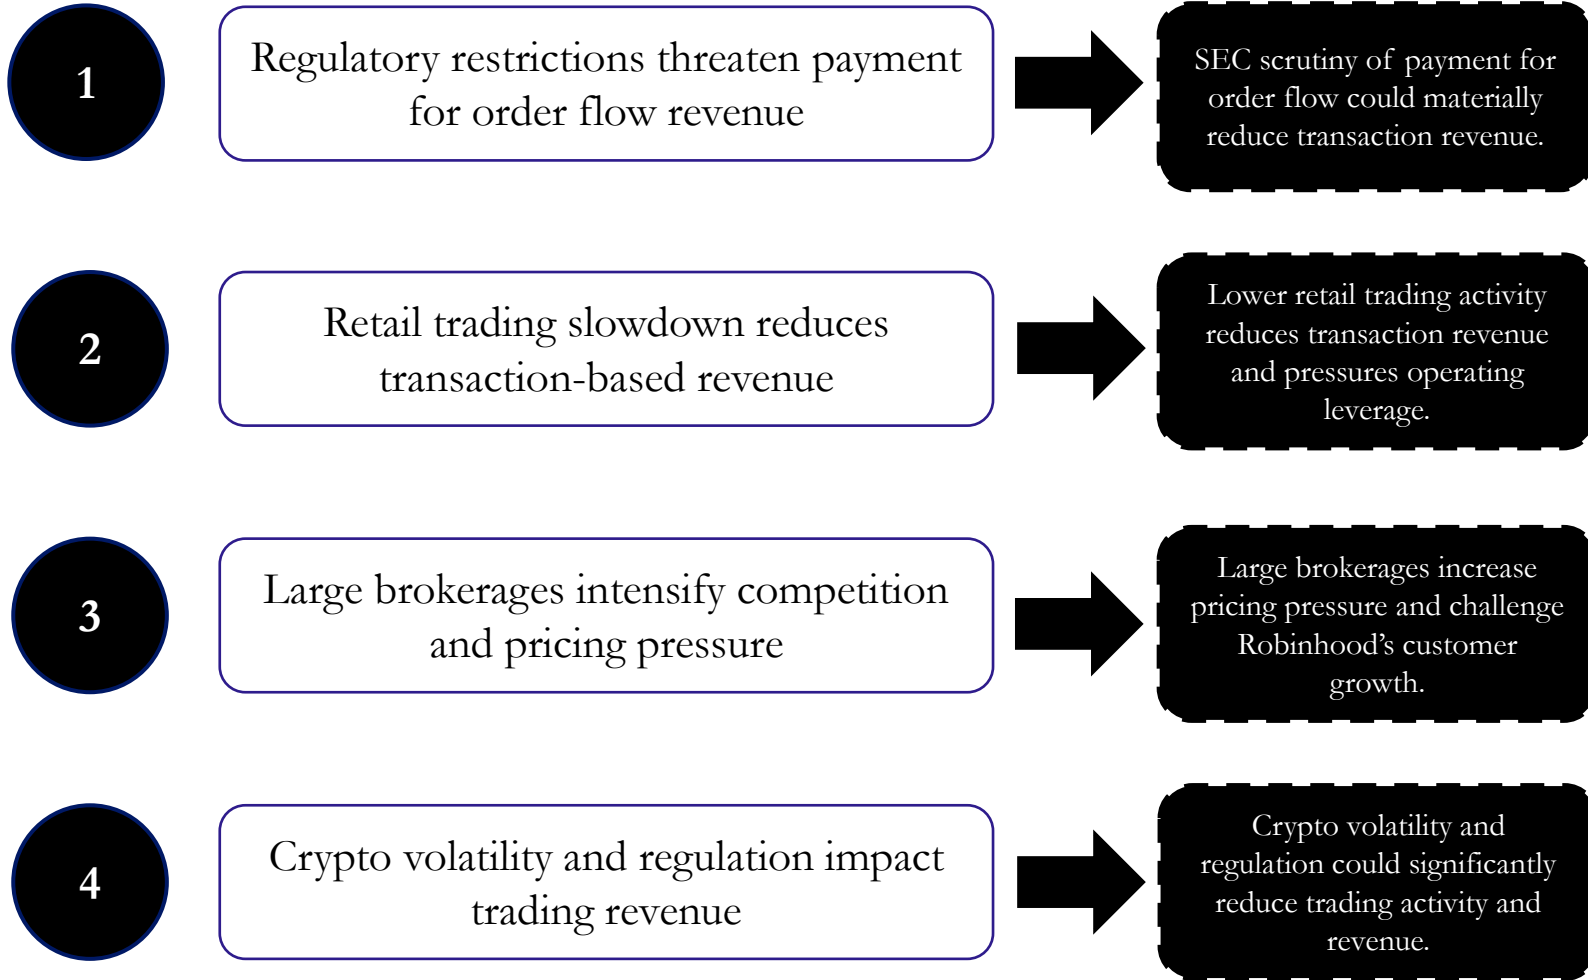 1
Regulatory restrictions threaten payment
for order flow revenue
SEC scrutiny of payment for
order flow could materially
reduce transaction revenue.
2
Retail trading slowdown reduces
transaction-based revenue
Lower retail trading activity
reduces transaction revenue
and pressures operating
leverage.
3
Large brokerages intensify competition
and pricing pressure
Large brokerages increase
pricing pressure and challenge
Robinhood’s customer
growth.
4
Crypto volatility and regulation impact
trading revenue
Crypto volatility and
regulation could significantly
reduce trading activity and
revenue.